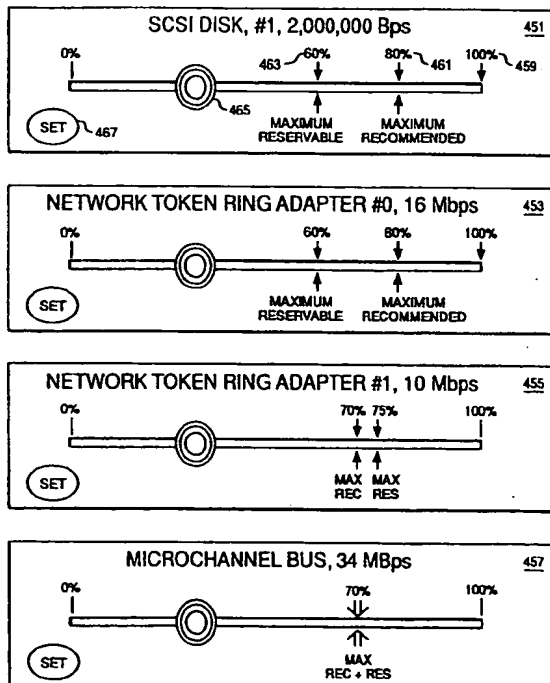 SCSI DISK, #1, 2,000,000 Bps 451
0% 463 60% 80% 461 100% 459
465
SET 467 MAXIMUM RESERVABLE MAXIMUM RECOMMENDED
NETWORK TOKEN RING ADAPTER #0, 16 Mbps 453
0% 60% 80% 100%
MAXIMUM RESERVABLE MAXIMUM RECOMMENDED
SET
NETWORK TOKEN RING ADAPTER #1, 10 Mbps 455
0% 70% 75% 100%
MAX REC MAX RES
SET
MICROCHANNEL BUS, 34 MBps 457
0% 70% 100%
MAX
REC + RES
SET